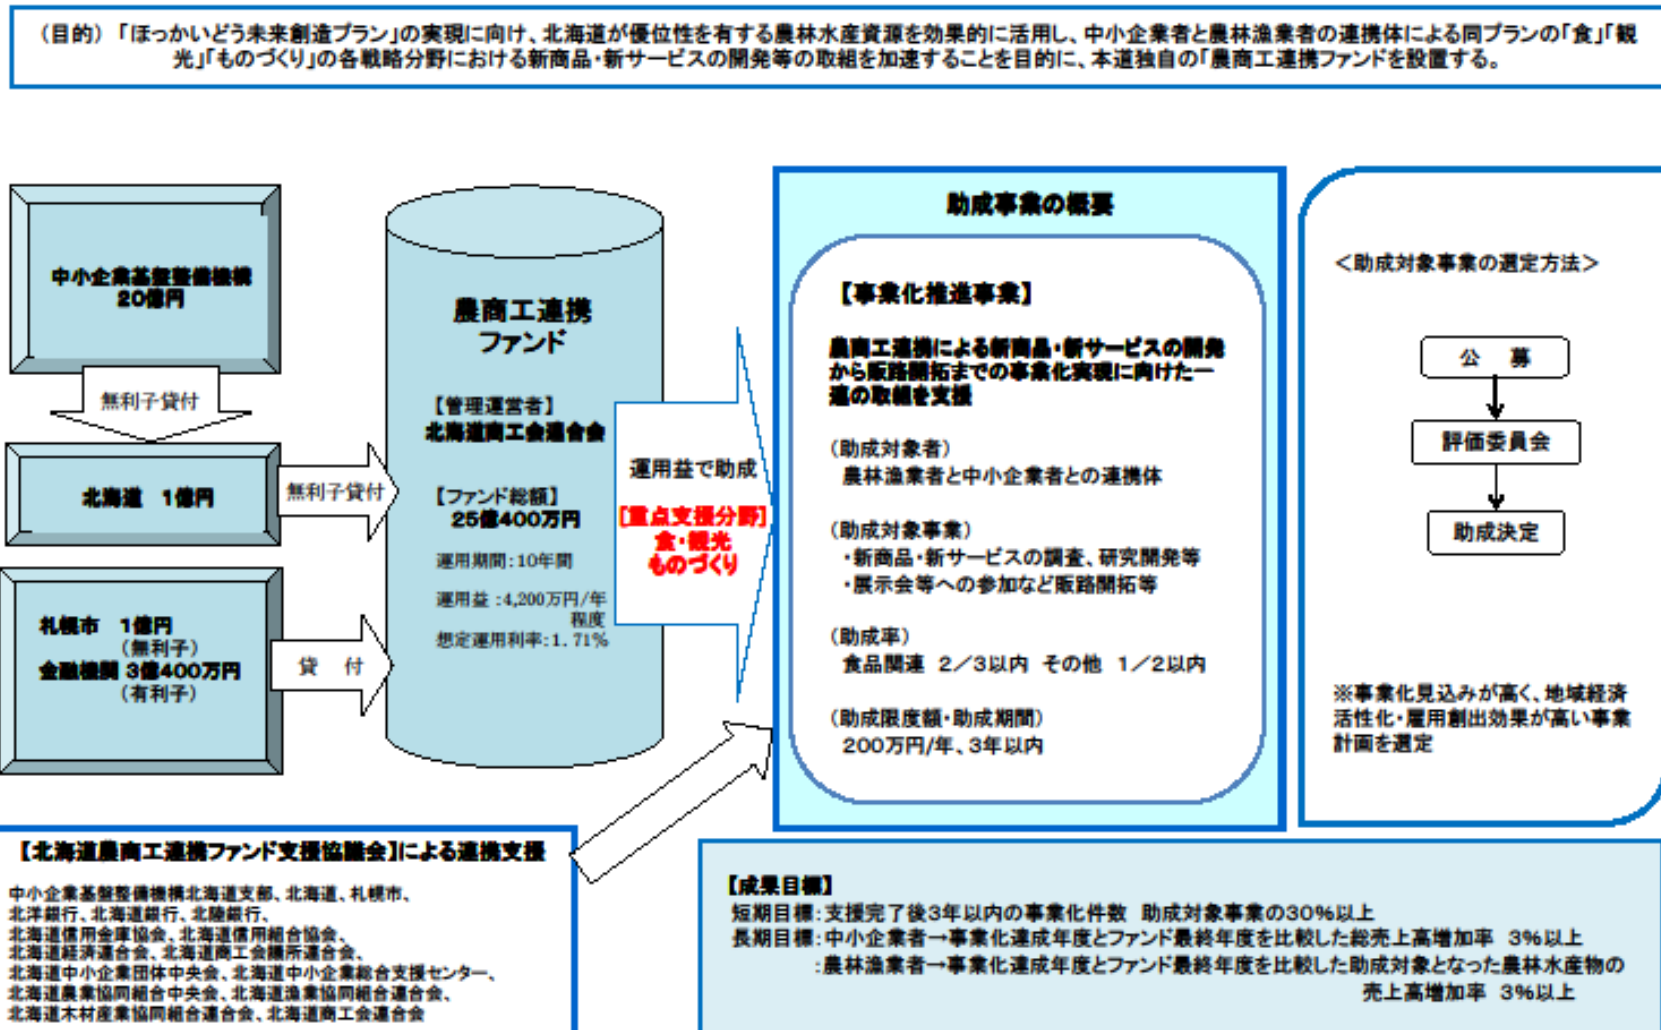 （目的）「ほっかいどう未来創造プラン」の実現に向け、北海道が優位性を有する農林水産資源を効果的に活用し、中小企業者と農林漁業者の連携体による同プランの「食」「観
光」「ものづくり」の各戦略分野における新商品・新サービスの開発等の取組を加速することを目的に、本道独自の「農商工連携ファンドを設置する。
中小企業基盤整備機構
20億円
無利子貸付
北海道　1億円
無利子貸付
札幌市　1億円
（無利子）
金融機関 3億400万円
（有利子）
貸　付
農商工連携
ファンド
【管理運営者】
北海道商工会連合会
【ファンド総額】
25億400万円
運用期間：10年間
運用益：4,200万円/年
程度
想定運用利率：1.71％
運用益で助成
[重点支援分野]
食・観光
ものづくり
助成事業の概要
【事業化推進事業】
農商工連携による新商品・新サービスの開発
から販路開拓までの事業化実現に向けた一
連の取組を支援
（助成対象者）
農林漁業者と中小企業者との連携体
（助成対象事業）
・新商品・新サービスの調査、研究開発等
・展示会等への参加など販路開拓等
（助成率）
食品関連　2／3以内　その他　1／2以内
（助成限度額・助成期間）
200万円/年、3年以内
＜助成対象事業の選定方法＞
公　募
評価委員会
助成決定
※事業化見込みが高く、地域経済
活性化・雇用創出効果が高い事業
計画を選定
【北海道農商工連携ファンド支援協議会】による連携支援
中小企業基盤整備機構北海道支部、北海道、札幌市、
北洋銀行、北海道銀行、北陸銀行、
北海道信用金庫協会、北海道信用組合協会、
北海道経済連合会、北海道商工会議所連合会、
北海道中小企業団体中央会、北海道中小企業総合支援センター、
北海道農業協同組合中央会、北海道漁業協同組合連合会、
北海道木材産業協同組合連合会、北海道商工会連合会
【成果目標】
短期目標：支援完了後3年以内の事業化件数　助成対象事業の30％以上
長期目標：中小企業者→事業化達成年度とファンド最終年度を比較した総売上高増加率　3％以上
：農林漁業者→事業化達成年度とファンド最終年度を比較した助成対象となった農林水産物の
売上高増加率　3％以上